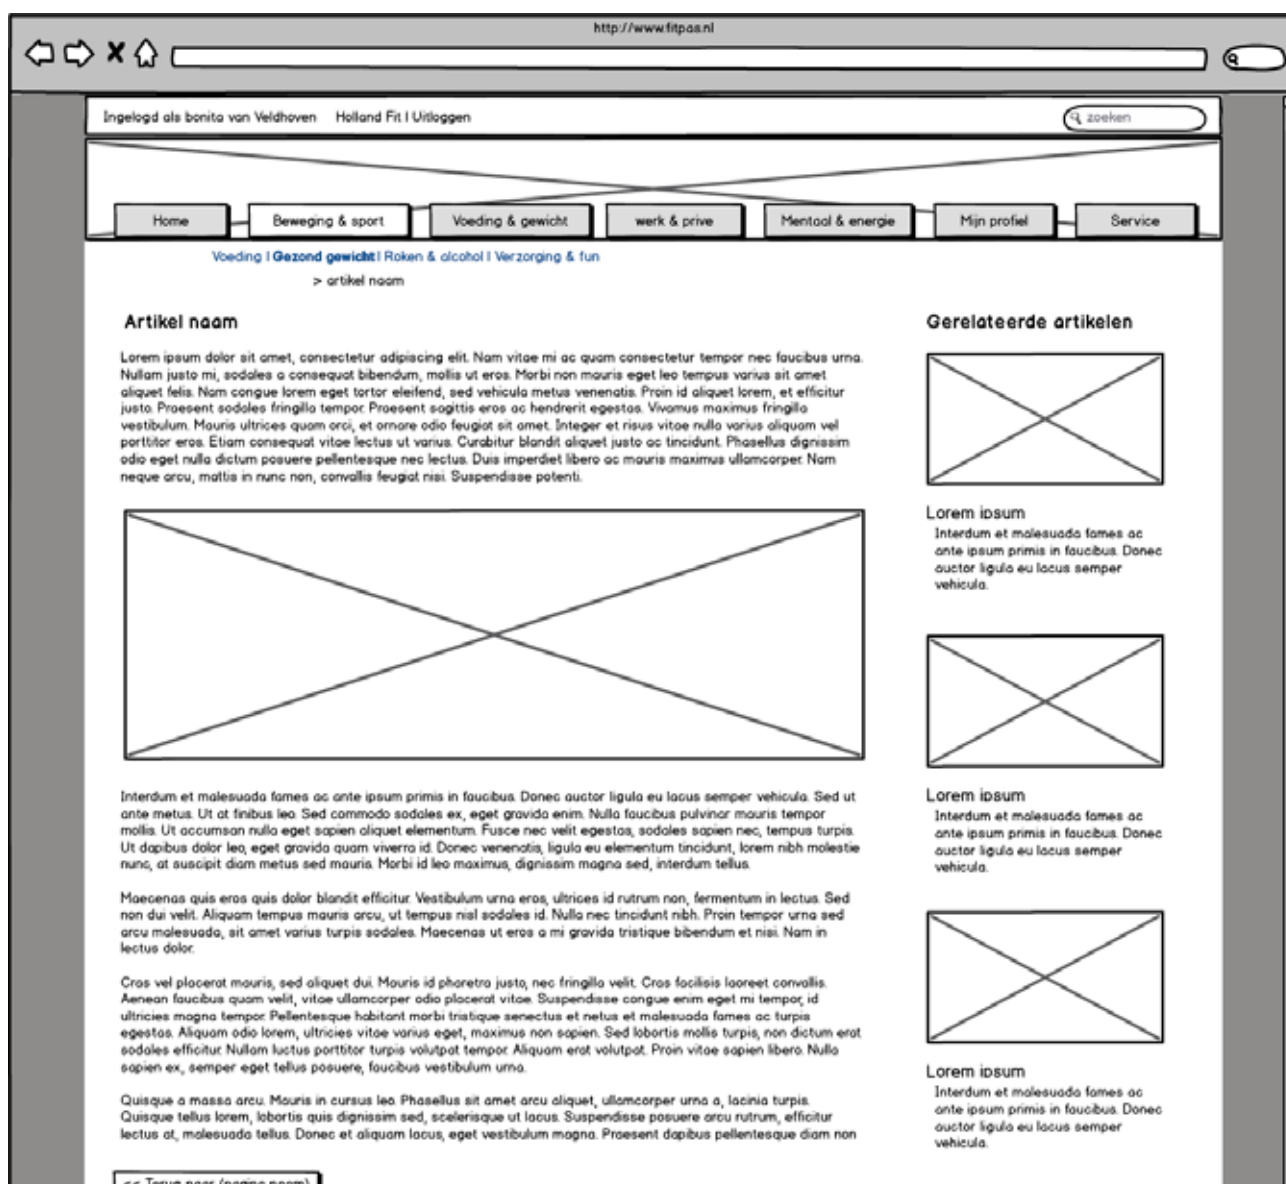 http://www.fitpas.nl
Ingelogd als bonita van Veldhoven Holland Fit | Uitloggen
zoeken
Home Beweging & sport Voeding & gewicht werk & prive Mentaal & energie Mijn profiel Service
Voeding | Gezond gewicht | Roken & alcohol | Verzorging & fun
> artikel naam
Artikel naam
Lorem ipsum dolor sit amet, consectetur adipiscing elit. Nam vitae mi ac quam consectetur tempor nec faucibus urna.
Nullam justo mi, sodales a consequat bibendum, mollis ut eros. Morbi non mauris eget leo tempus varius sit amet
aliquet felis. Nam congue lorem eget tortor eleifend, sed vehicula metus venenatis. Proin id aliquet lorem, et efficitur
justo. Praesent sodales fringilla tempor. Praesent sagittis eros ac hendrerit egestas. Vivamus maximus fringilla
vestibulum. Mauris ultrices quam orci, et ornare odio feugiat sit amet. Integer et risus vitae nulla varius aliquam vel
porttitor eros. Etiam consequat vitae lectus ut varius. Curabitur blandit aliquet justo ac tincidunt. Phasellus dignissim
odio eget nulla dictum posuere pellentesque nec lectus. Duis imperdiet libero ac mauris maximus ullamcorper. Nam
neque arcu, mattis in nunc non, convallis feugiat nisi. Suspendisse potenti.
Interdum et malesuada fames ac ante ipsum primis in faucibus. Donec auctor ligula eu lacus semper vehicula. Sed ut
ante metus. Ut at finibus leo. Sed commodo sodales ex, eget gravida enim. Nulla faucibus pulvinar mauris tempor
mollis. Ut accumsan nulla eget sapien aliquet elementum. Fusce nec velit egestas, sodales sapien nec, tempus turpis.
Ut dapibus dolor leo, eget gravida quam viverra id. Donec venenatis, ligula eu elementum tincidunt, lorem nibh molestie
nunc, at suscipit diam metus sed mauris. Morbi id leo maximus, dignissim magna sed, interdum tellus.
Maecenas quis eros quis dolor blandit efficitur. Vestibulum urna eros, ultrices id rutrum non, fermentum in lectus. Sed
non dui velit. Aliquam tempus mauris arcu, ut tempus nisl sodales id. Nulla nec tincidunt nibh. Proin tempor urna sed
arcu malesuada, sit amet varius turpis sodales. Maecenas ut eros a mi gravida tristique bibendum et nisi. Nam in
lectus dolor.
Cras vel placerat mauris, sed aliquet dui. Mauris id pharetra justo, nec fringilla velit. Cras facilisis laoreet convallis.
Aenean faucibus quam velit, vitae ullamcorper odio placerat vitae. Suspendisse congue enim eget mi tempor, id
ultricies magna tempor. Pellentesque habitant morbi tristique senectus et netus et malesuada fames ac turpis
egestas. Aliquam odio lorem, ultricies vitae varius eget, maximus non sapien. Sed lobortis mollis turpis, non dictum erat
sodales efficitur. Nullam luctus porttitor turpis volutpat tempor. Aliquam erat volutpat. Proin vitae sapien libero. Nulla
sapien ex, semper eget tellus posuere, faucibus vestibulum urna.
Quisque a massa arcu. Mauris in cursus leo. Phasellus sit amet arcu aliquet, ullamcorper urna a, lacinia turpis.
Quisque tellus lorem, lobortis quis dignissim sed, scelerisque ut lacus. Suspendisse posuere arcu rutrum, efficitur
lectus at, malesuada tellus. Donec et aliquam lacus, eget vestibulum magna. Praesent dapibus pellentesque diam non
<< Terug naar (pagina naam)
Gerelateerde artikelen
Lorem ipsum
Interdum et malesuada fames ac
ante ipsum primis in faucibus. Donec
auctor ligula eu lacus semper
vehicula.
Lorem ipsum
Interdum et malesuada fames ac
ante ipsum primis in faucibus. Donec
auctor ligula eu lacus semper
vehicula.
Lorem ipsum
Interdum et malesuada fames ac
ante ipsum primis in faucibus. Donec
auctor ligula eu lacus semper
vehicula.